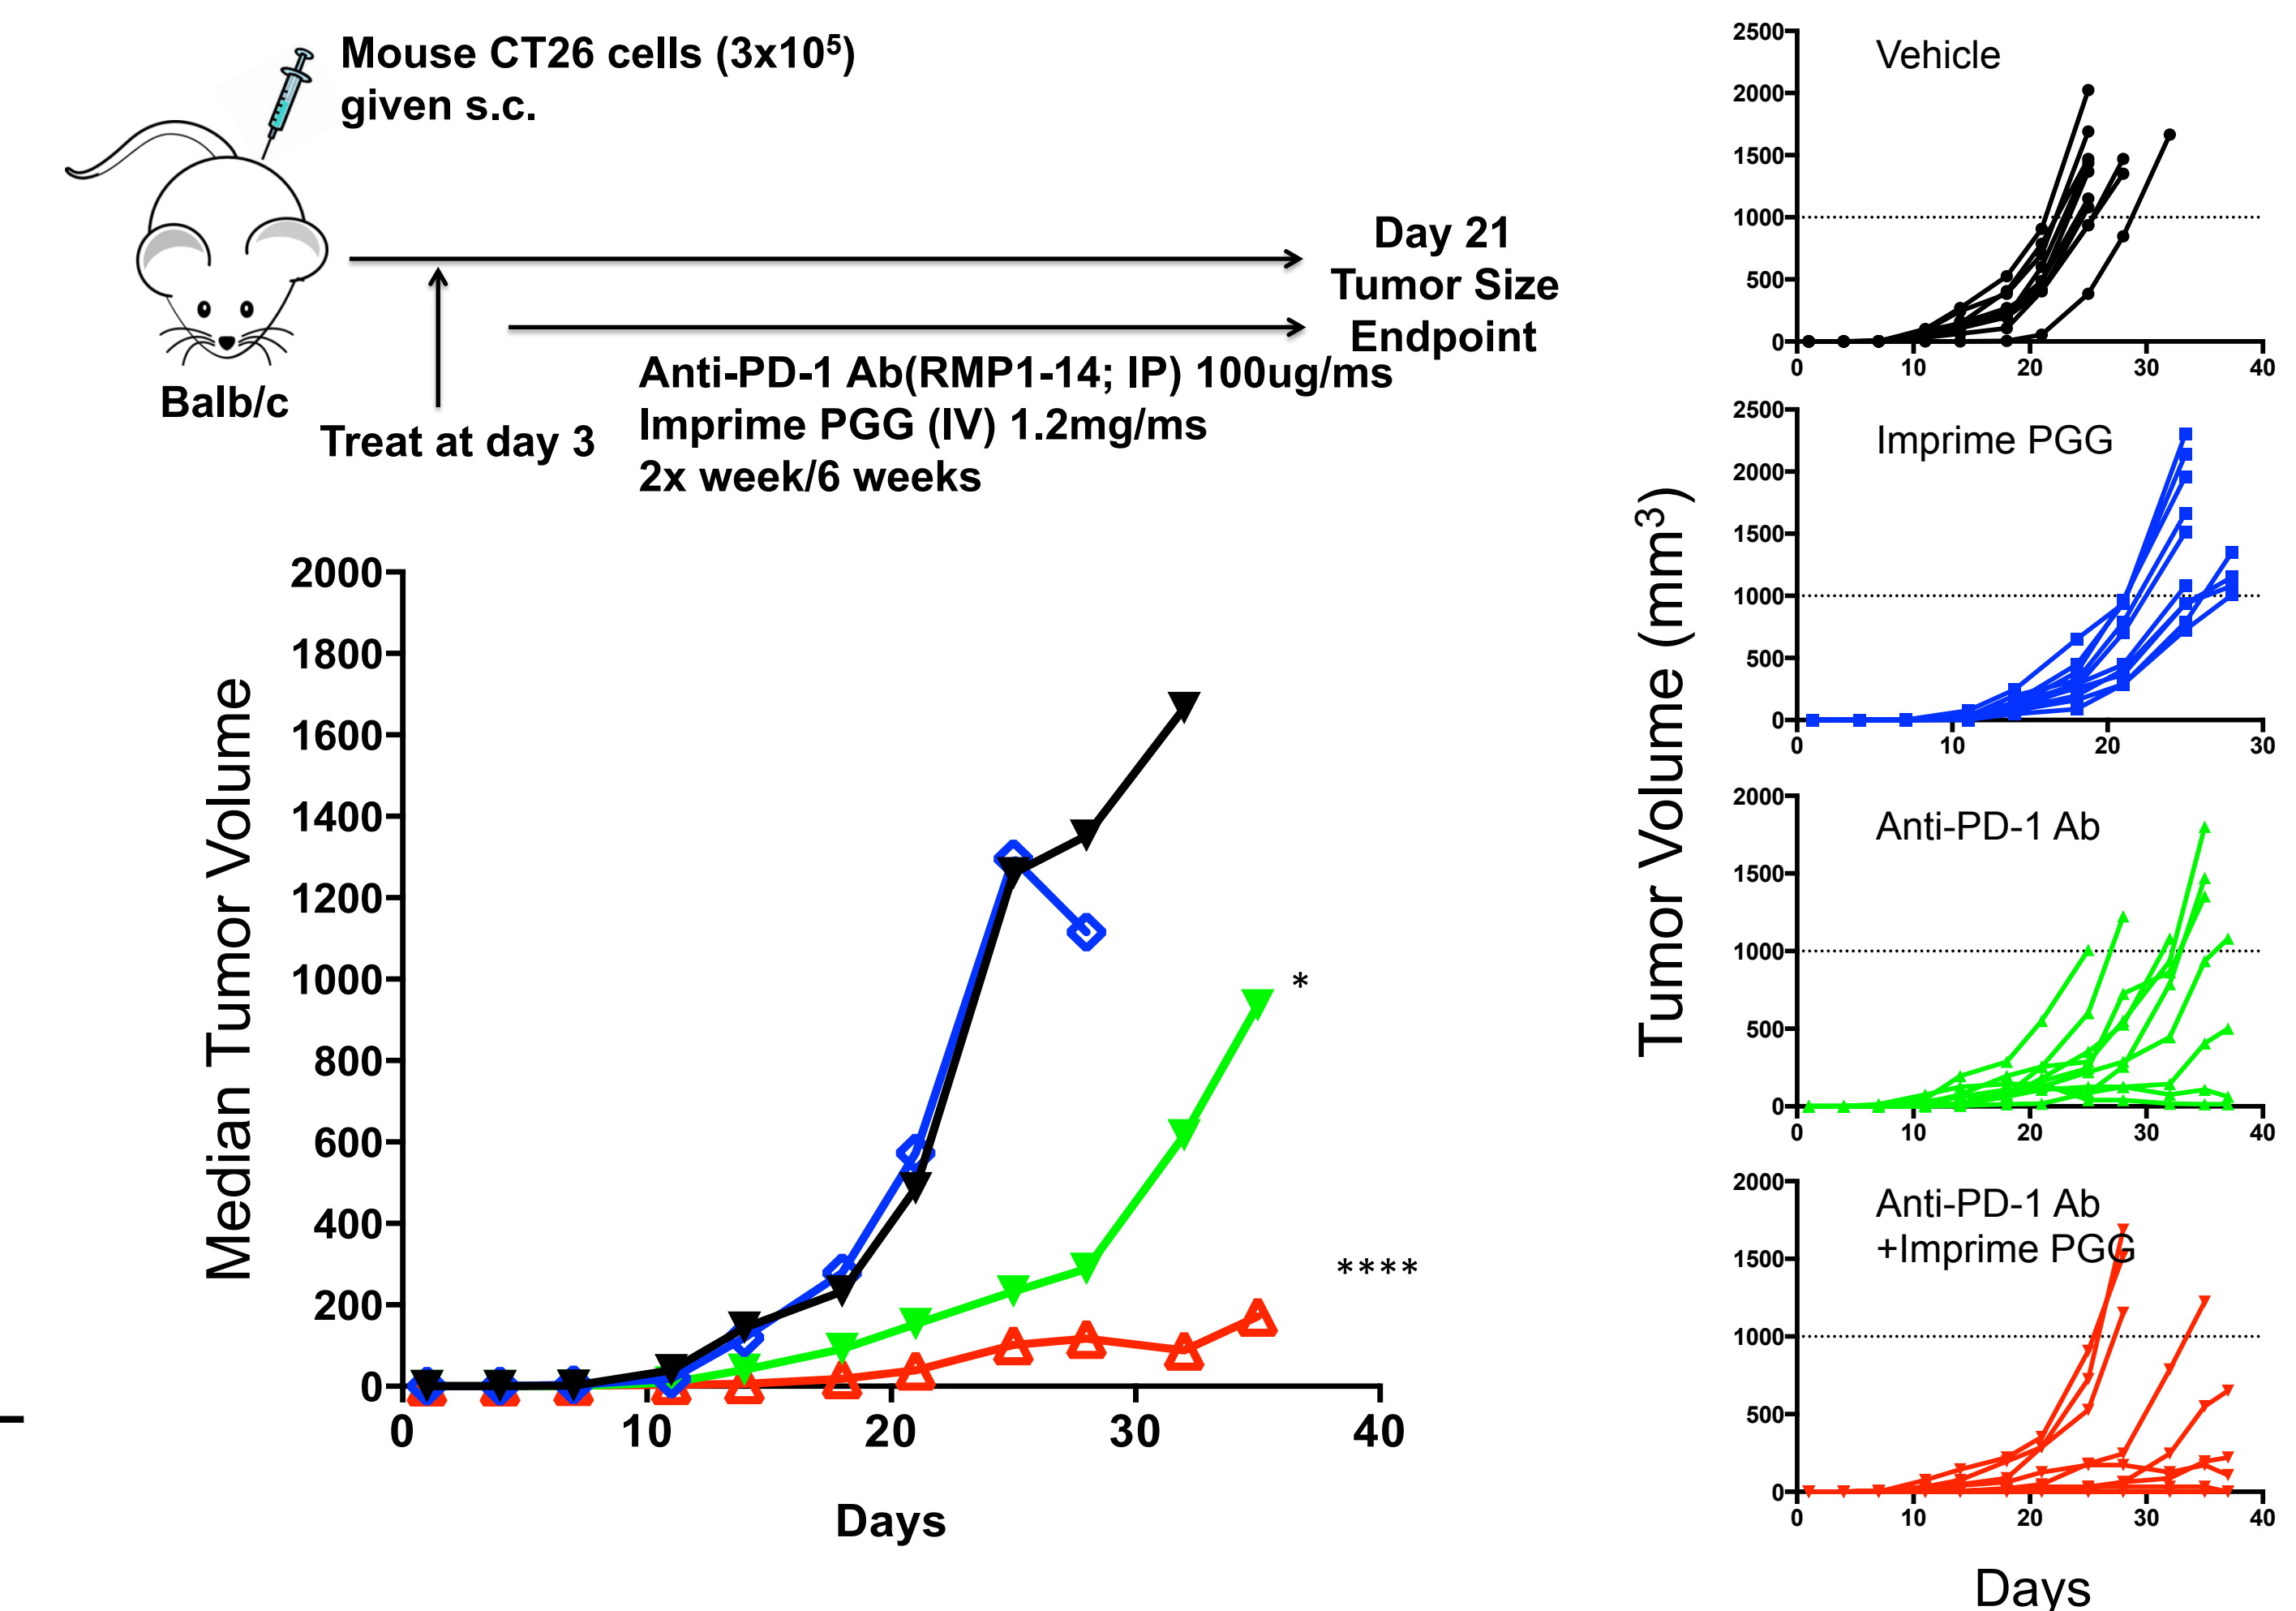 Mouse CT26 cells (3x10⁵)
given s.c.
Balb/c
Treat at day 3
Day 21
Tumor Size
Endpoint
Anti-PD-1 Ab(RMP1-14; IP) 100ug/ms
Imprime PGG (IV) 1.2mg/ms
2x week/6 weeks
Median Tumor Volume
2000
1800
1600
1400
1200
1000
800
600
400
200
0
0 10 20 30 40
Days
*
****
Tumor Volume (mm³)
Vehicle
2500
2000
1500
1000
500
0
0 10 20 30 40
Imprime PGG
2500
2000
1500
1000
500
0
0 10 20 30
Anti-PD-1 Ab
2000
1500
1000
500
0
0 10 20 30 40
Anti-PD-1 Ab
+Imprime PGG
2000
1500
1000
500
0
0 10 20 30 40
Days